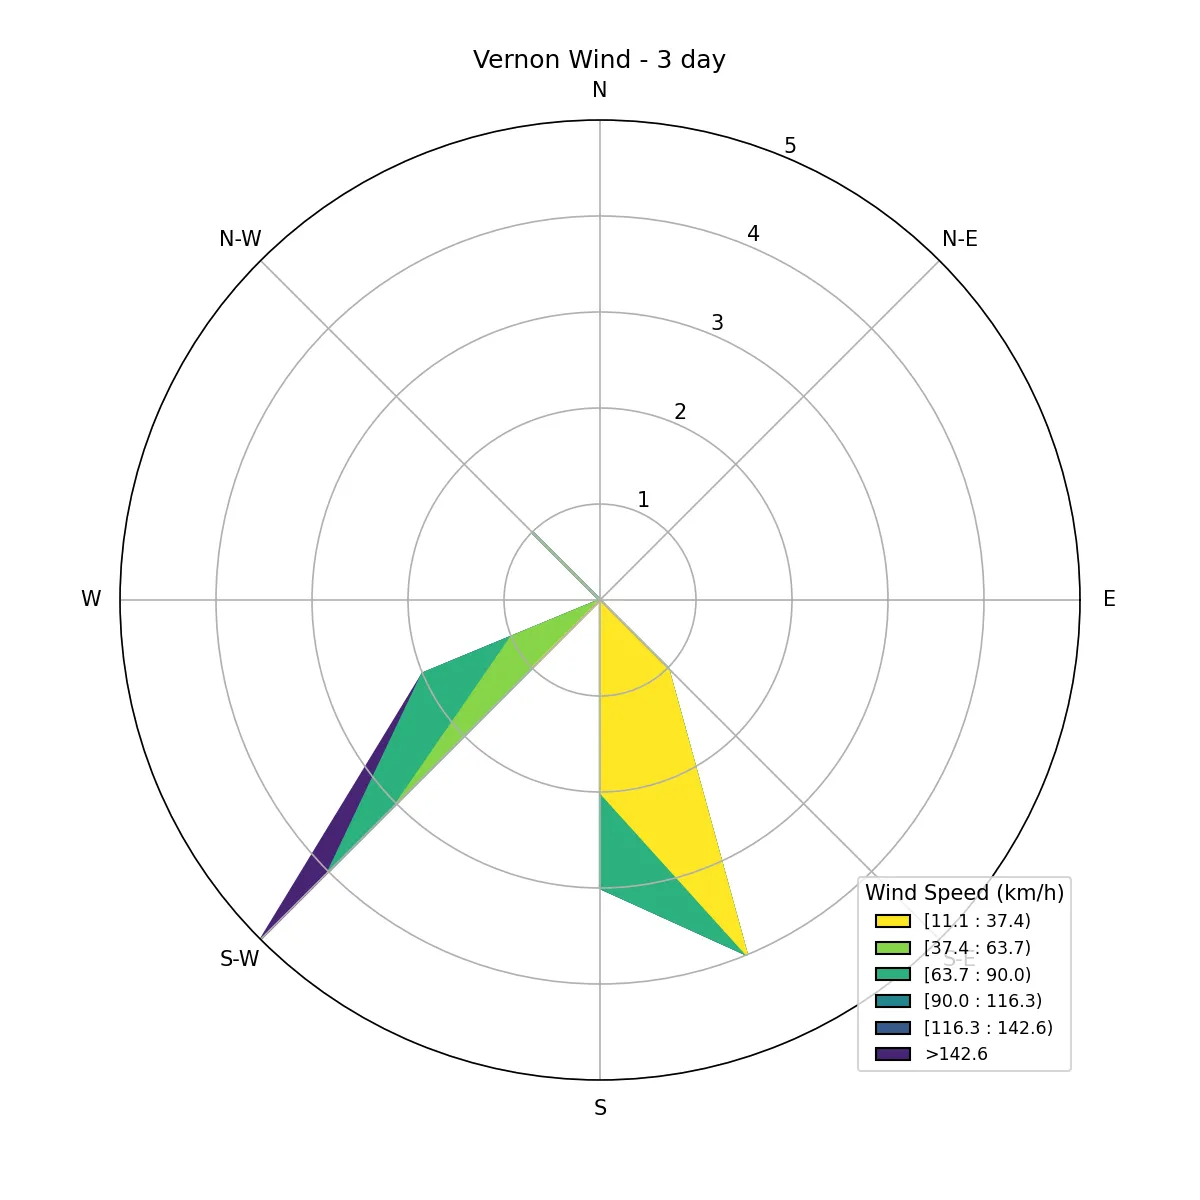 Vernon Wind - 3 day
N
5
N-W
N-E
4
3
2
1
W
E
Wind Speed (km/h)
[11.1 : 37.4)
[37.4 : 63.7)
S-W
S-E
[63.7 : 90.0)
[90.0 : 116.3)
[116.3 : 142.6)
>142.6
S